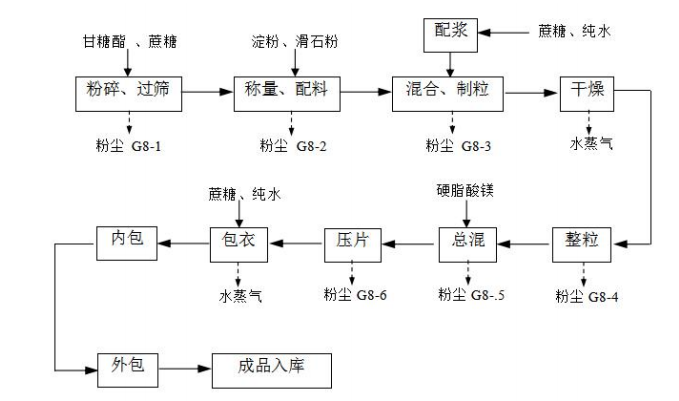 甘糖酯 、蔗糖
淀粉、滑石粉
配浆
蔗糖、纯水
粉碎、过筛
称量、配料
混合、制粒
干燥
粉尘 G8-1
粉尘 G8-2
粉尘 G8-3
水蒸气
蔗糖、纯水
硬脂酸镁
内包
包衣
压片
总混
整粒
水蒸气
粉尘 G8-6
粉尘 G8-.5
粉尘 G8-4
外包
成品入库